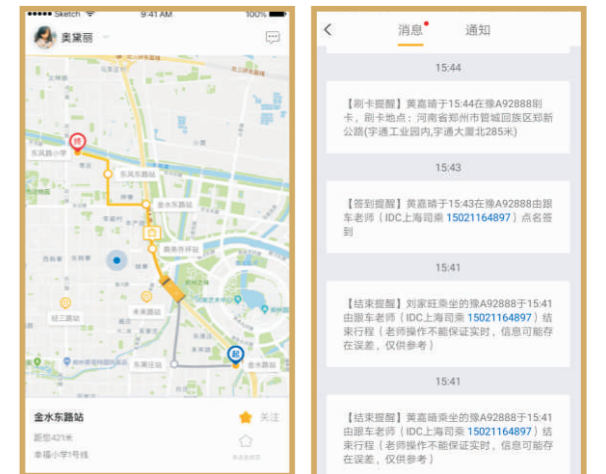 Sketch
9:41 AM
100%
奥黛丽
终
东风路小学
东风东路站
金水东路站
商务外环站
经三路站
未来路站
东黄庄站
起
金水路站
金水东路站
关注
距您421米
幸福小学1号线
消息
通知
15:44
【刷卡提醒】黄嘉晴于15:44在豫A92888刷
卡，刷卡地点：河南省郑州市管城回族区郑新
公路(宇通工业园内,宇通大厦北285米)
15:43
【签到提醒】黄嘉晴于15:43在豫A92888由跟
车老师（IDC上海司乘 15021164897）点名签
到
15:41
【结束提醒】刘家旺乘坐的豫A92888于15:41
由跟车老师（IDC上海司乘 15021164897）结
束行程（老师操作不能保证实时，信息可能存
在误差，仅供参考）
15:41
【结束提醒】黄嘉晴乘坐的豫A92888于15:41
由跟车老师（IDC上海司乘 15021164897）结
束行程（老师操作不能保证实时，信息可能存
在误差，仅供参考）